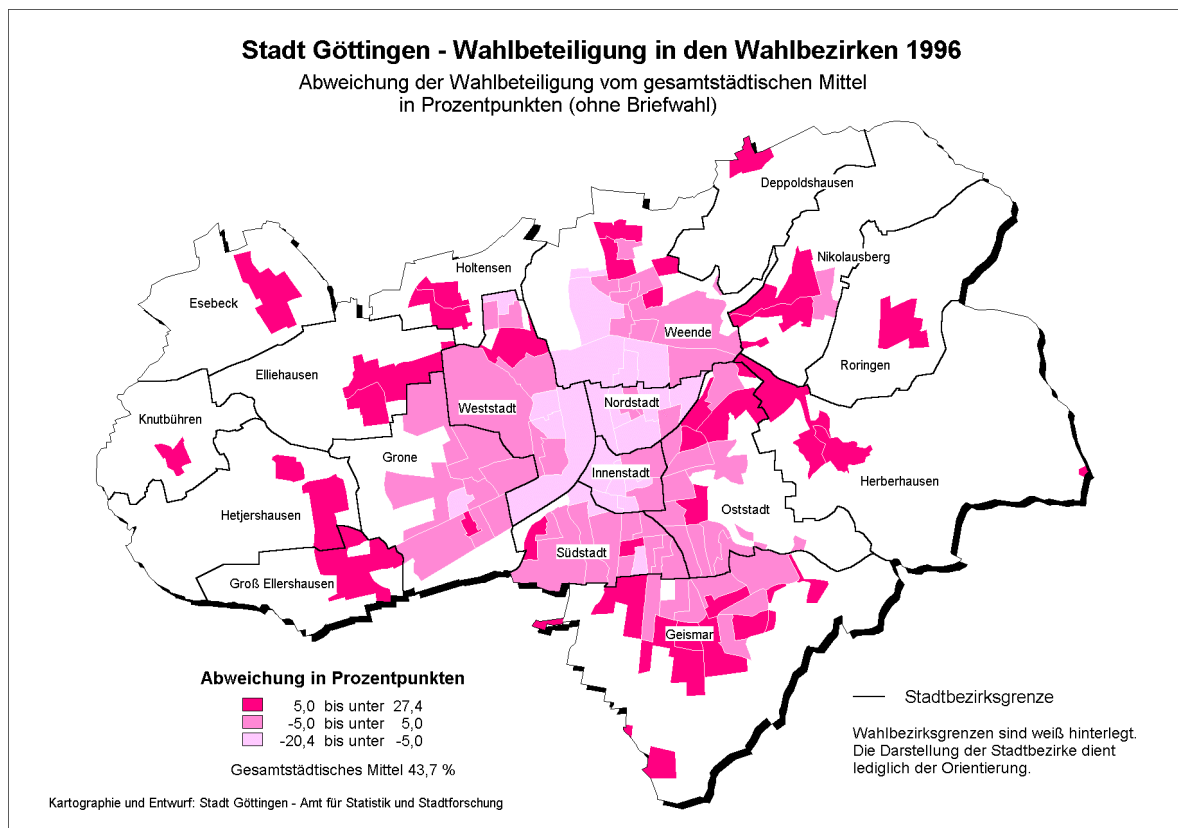 Stadt Göttingen - Wahlbeteiligung in den Wahlbezirken 1996
Abweichung der Wahlbeteiligung vom gesamtstädtischen Mittel
in Prozentpunkten (ohne Briefwahl)
Deppoldshausen
Nikolausberg
Holtensen
Esebeck
Weende
Roringen
Elliehausen
Weststadt
Nordstadt
Knutbühren
Grone
Innenstadt
Herberhausen
Hetjershausen
Oststadt
Südstadt
Groß Ellershausen
Geismar
Abweichung in Prozentpunkten
5,0 bis unter 27,4
-5,0 bis unter 5,0
-20,4 bis unter -5,0
Gesamtstädtisches Mittel 43,7 %
Stadtbezirksgrenze
Wahlbezirksgrenzen sind weiß hinterlegt.
Die Darstellung der Stadtbezirke dient
lediglich der Orientierung.
Kartographie und Entwurf: Stadt Göttingen - Amt für Statistik und Stadtforschung